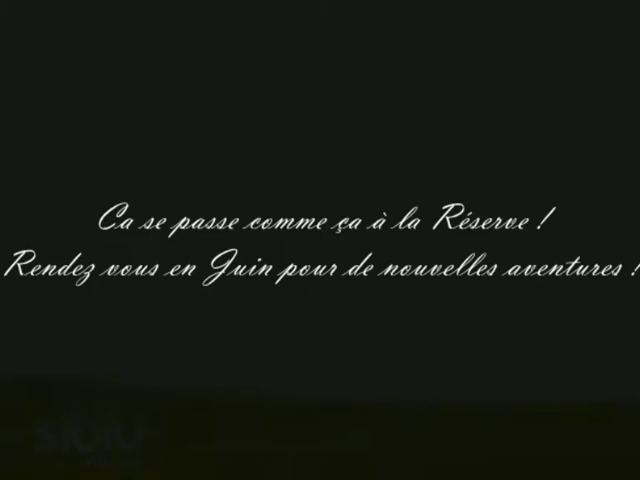 Ca se passe comme ça à la Réserve !
Rendez vous en Juin pour de nouvelles aventures !